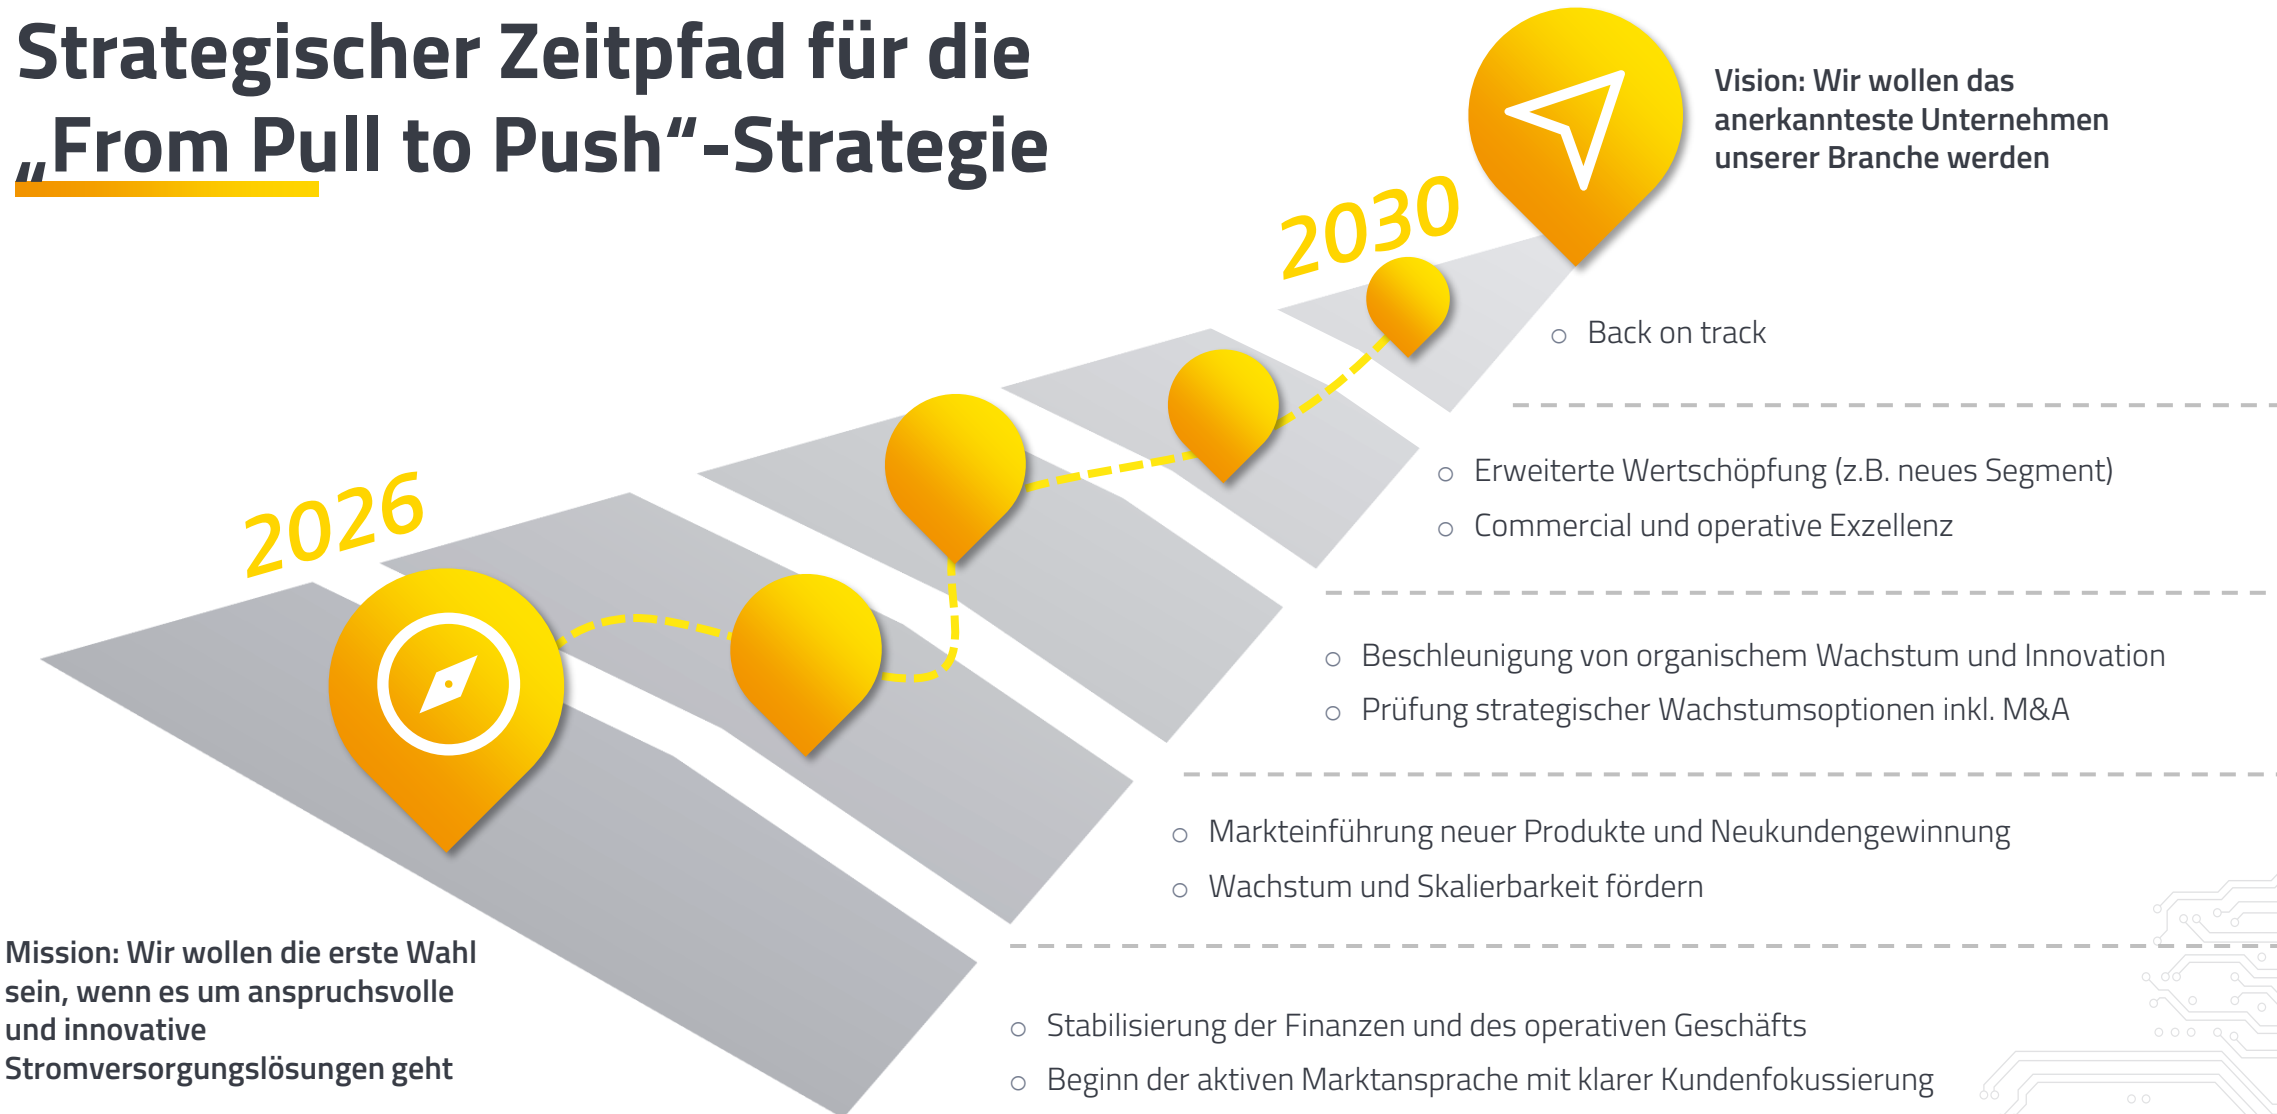 Strategischer Zeitpfad für die
„From Pull to Push“-Strategie
Vision: Wir wollen das
anerkannteste Unternehmen
unserer Branche werden
2030
○ Back on track
○ Erweiterte Wertschöpfung (z.B. neues Segment)
○ Commercial und operative Exzellenz
2026
○ Beschleunigung von organischem Wachstum und Innovation
○ Prüfung strategischer Wachstumsoptionen inkl. M&A
○ Markteinführung neuer Produkte und Neukundengewinnung
○ Wachstum und Skalierbarkeit fördern
Mission: Wir wollen die erste Wahl
sein, wenn es um anspruchsvolle
und innovative
Stromversorgungslösungen geht
○ Stabilisierung der Finanzen und des operativen Geschäfts
○ Beginn der aktiven Marktansprache mit klarer Kundenfokussierung